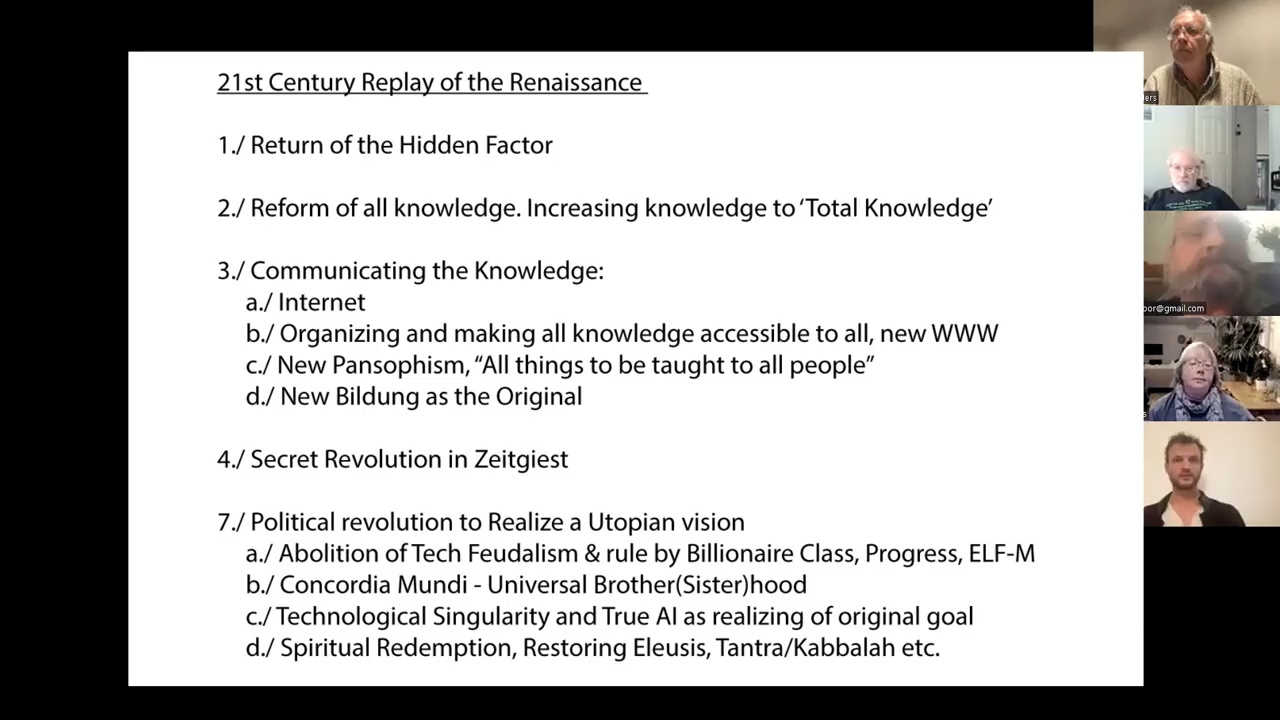 21st Century Replay of the Renaissance
1./ Return of the Hidden Factor
2./ Reform of all knowledge. Increasing knowledge to ‘Total Knowledge’
3./ Communicating the Knowledge:
a./ Internet
b./ Organizing and making all knowledge accessible to all, new WWW
c./ New Pansophism, “All things to be taught to all people”
d./ New Bildung as the Original
4./ Secret Revolution in Zeitgiest
7./ Political revolution to Realize a Utopian vision
a./ Abolition of Tech Feudalism & rule by Billionaire Class, Progress, ELF-M
b./ Concordia Mundi - Universal Brother(Sister)hood
c./ Technological Singularity and True AI as realizing of original goal
d./ Spiritual Redemption, Restoring Eleusis, Tantra/Kabbalah etc.